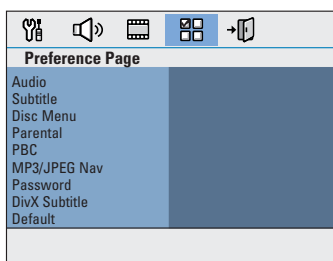 Preference Page
Audio
Subtitle
Disc Menu
Parental
PBC
MP3/JPEG Nav
Password
DivX Subtitle
Default